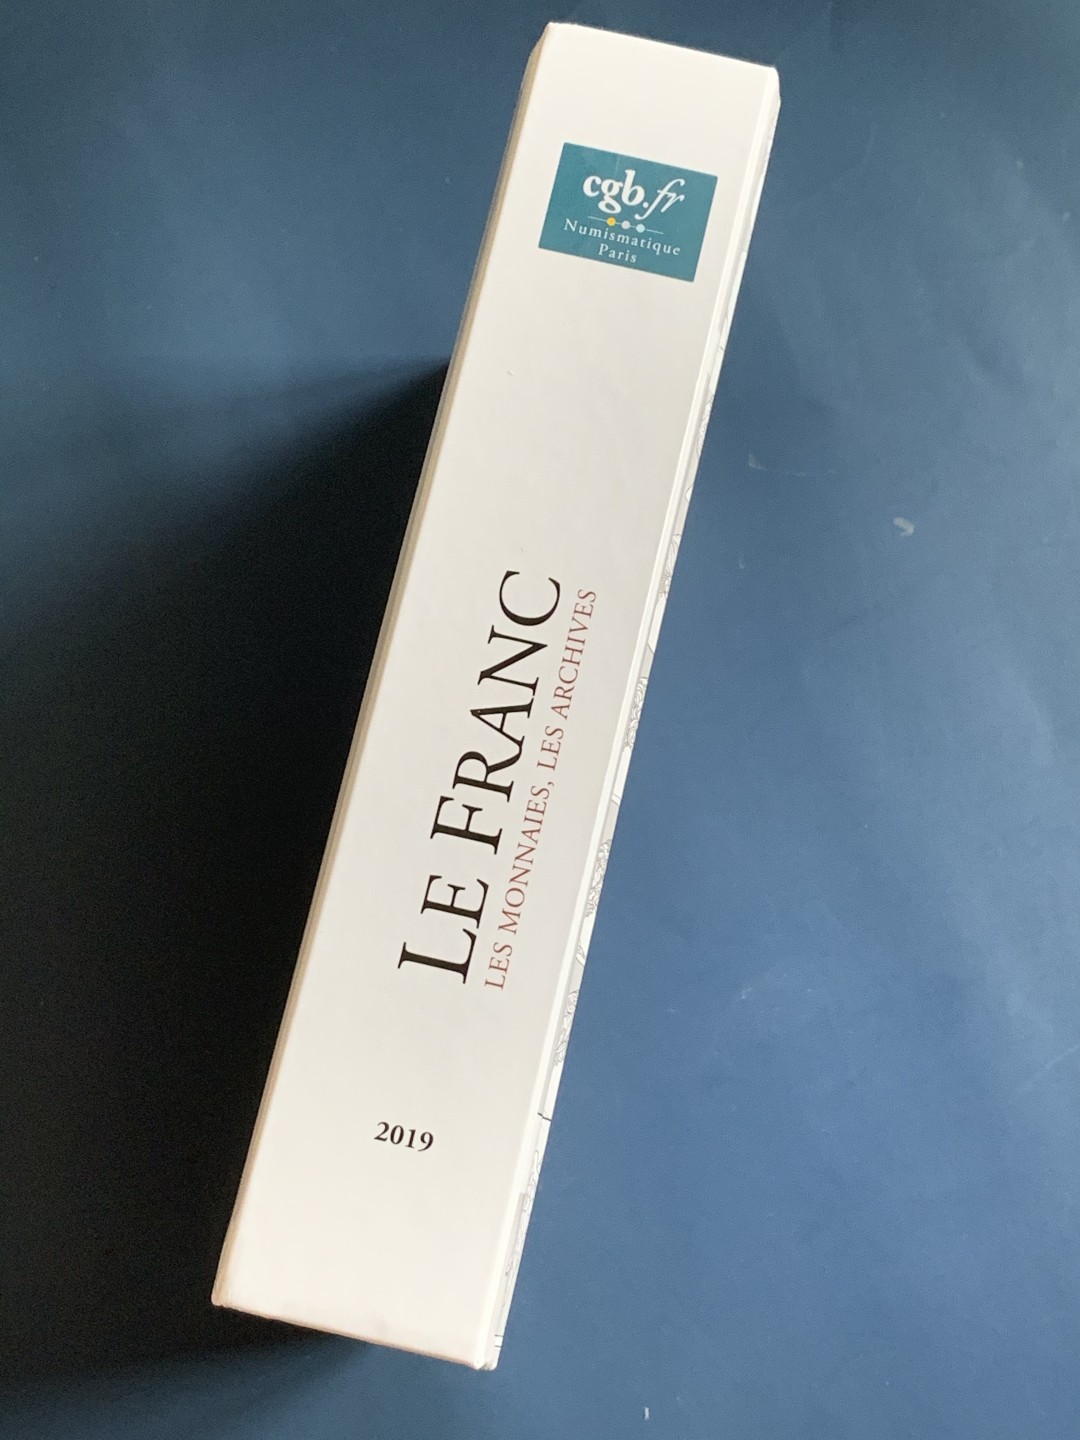 cgb.fr
Numismatique
Paris
LE FRANC
LES MONNAIES, LES ARCHIVES
2019